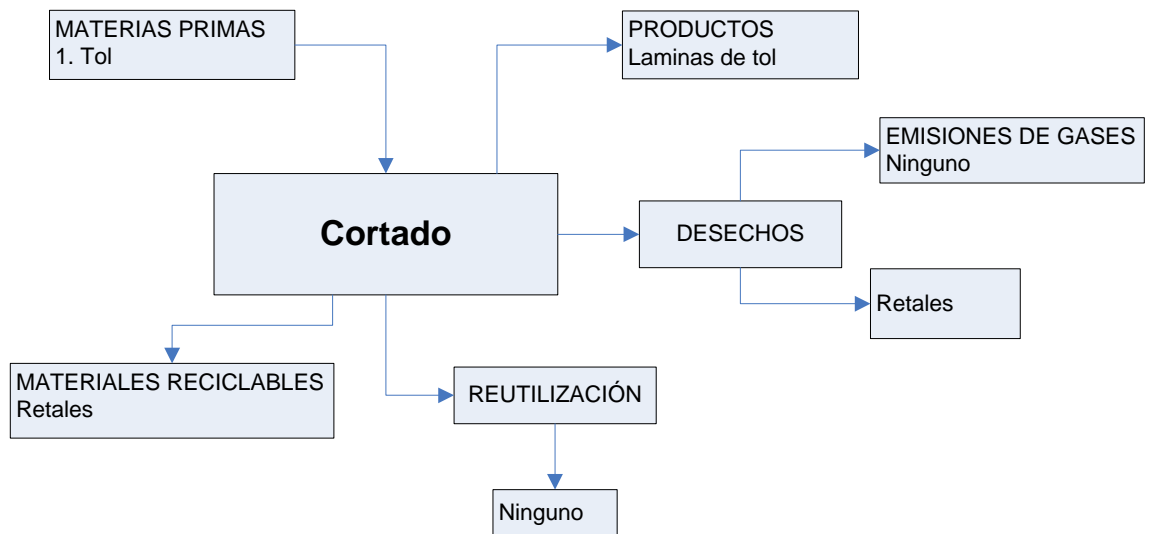 MATERIAS PRIMAS
1. Tol
PRODUCTOS
Laminas de tol
EMISIONES DE GASES
Ninguno
Cortado
DESECHOS
Retales
MATERIALES RECICLABLES
Retales
REUTILIZACIÓN
Ninguno